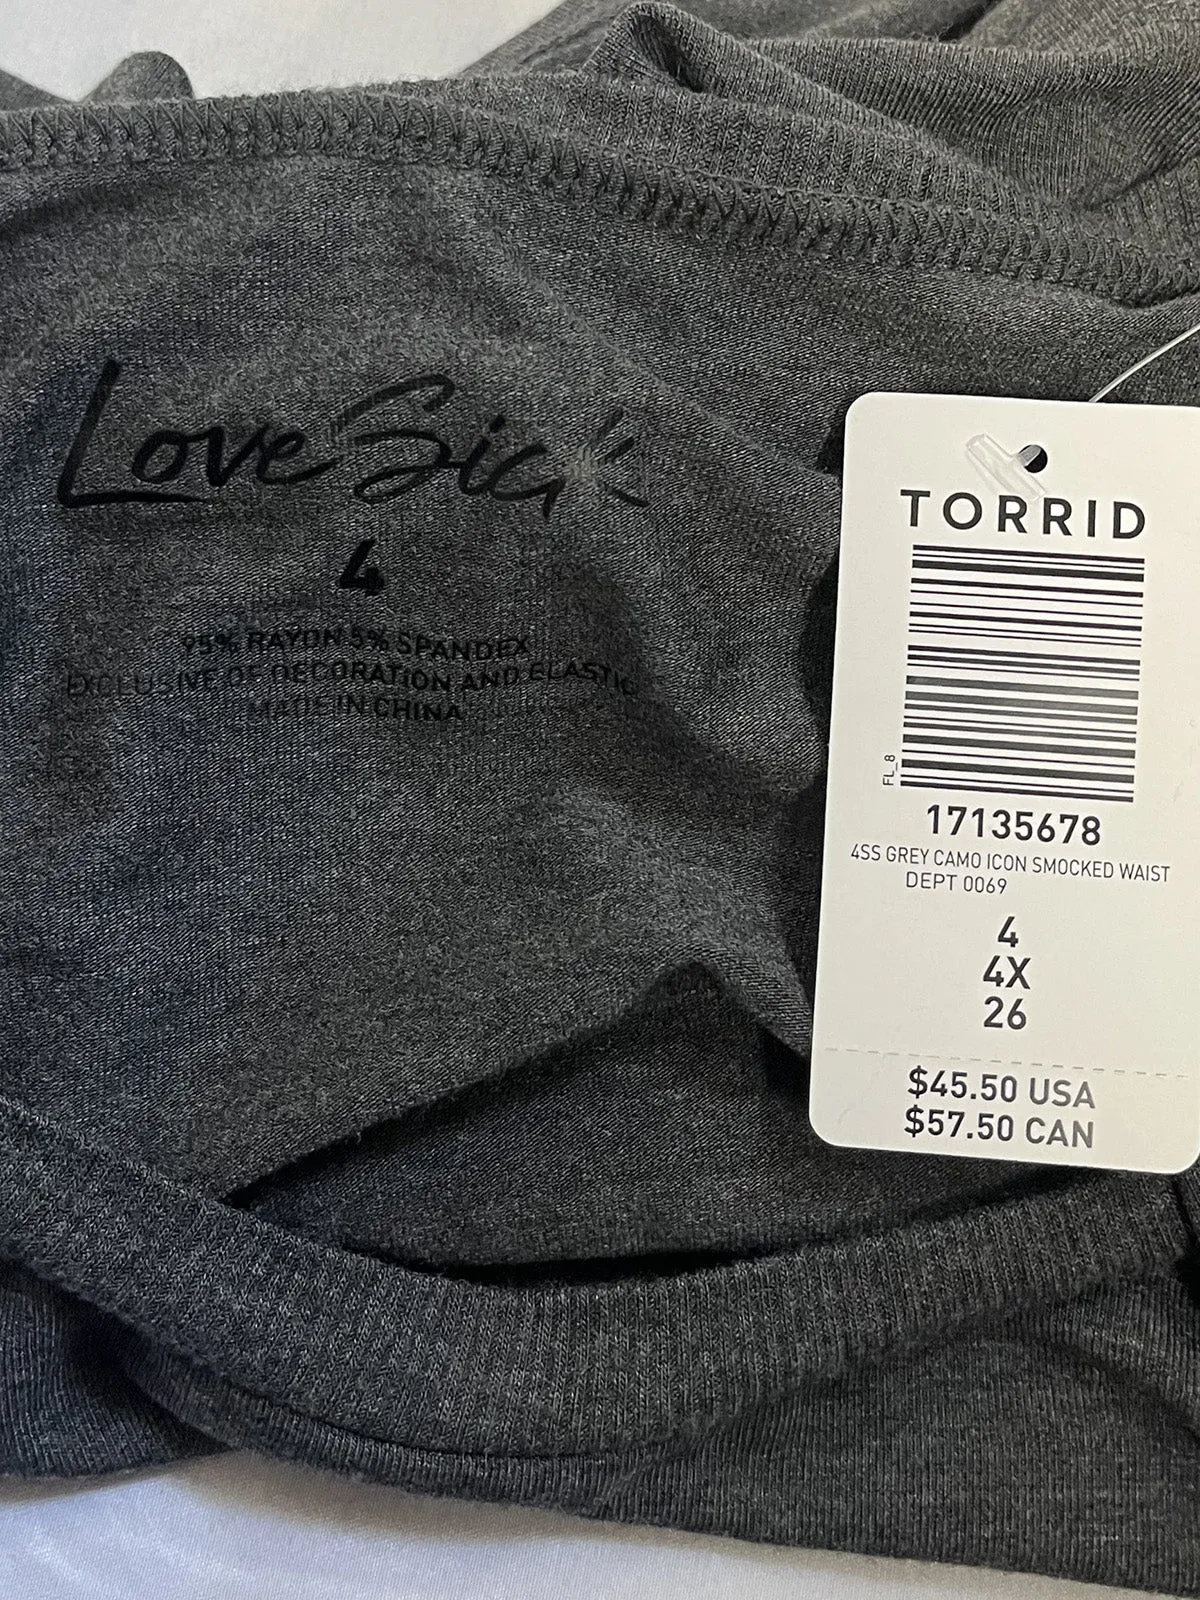 LoveSick
4
95% RAYON 5% SPANDEX
EXCLUSIVE OF DECORATION AND ELASTIC
MADE IN CHINA
TORRID
FL_8
17135678
4SS GREY CAMO ICON SMOCKED WAIST
DEPT 0069
4
4X
26
$45.50 USA
$57.50 CAN